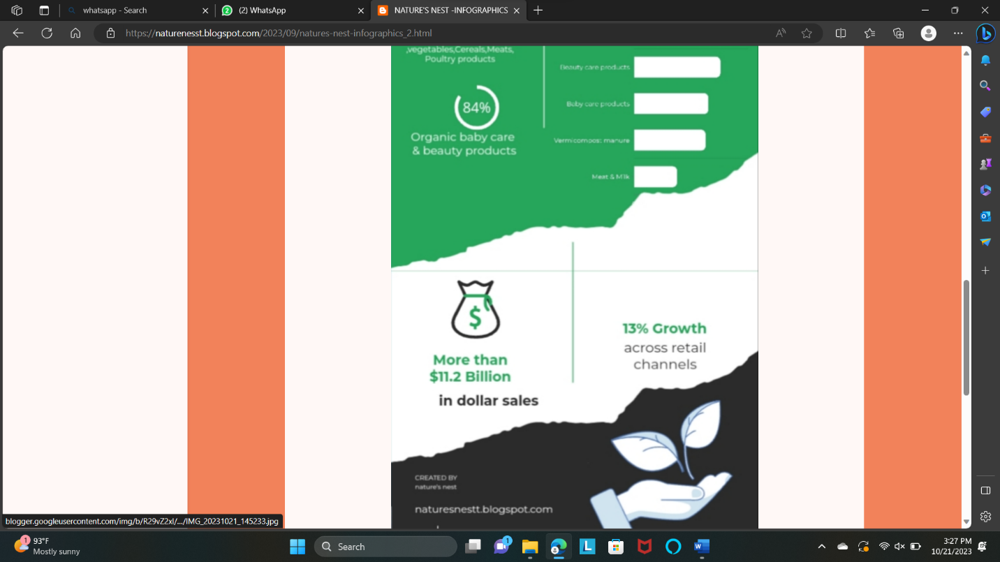 whatsapp - Search
(2) WhatsApp
NATURE'S NEST -INFOGRAPHICS
https://naturenesst.blogspot.com/2023/09/natures-nest-infographics_2.html
,vegetables,Cereals,Meats,
Poultry products
84%
Organic baby care
& beauty products
Beauty care products
Baby care products
Vermicompost manure
Meat & Milk
$
More than
$11.2 Billion
in dollar sales
13% Growth
across retail
channels
CREATED BY
nature's nest
naturesnestt.blogspot.com
blogger.googleusercontent.com/img/b/R29vZ2xl/.../IMG_20231021_145233.jpg
1
93°F
Mostly sunny
Search
1
3:27 PM
10/21/2023